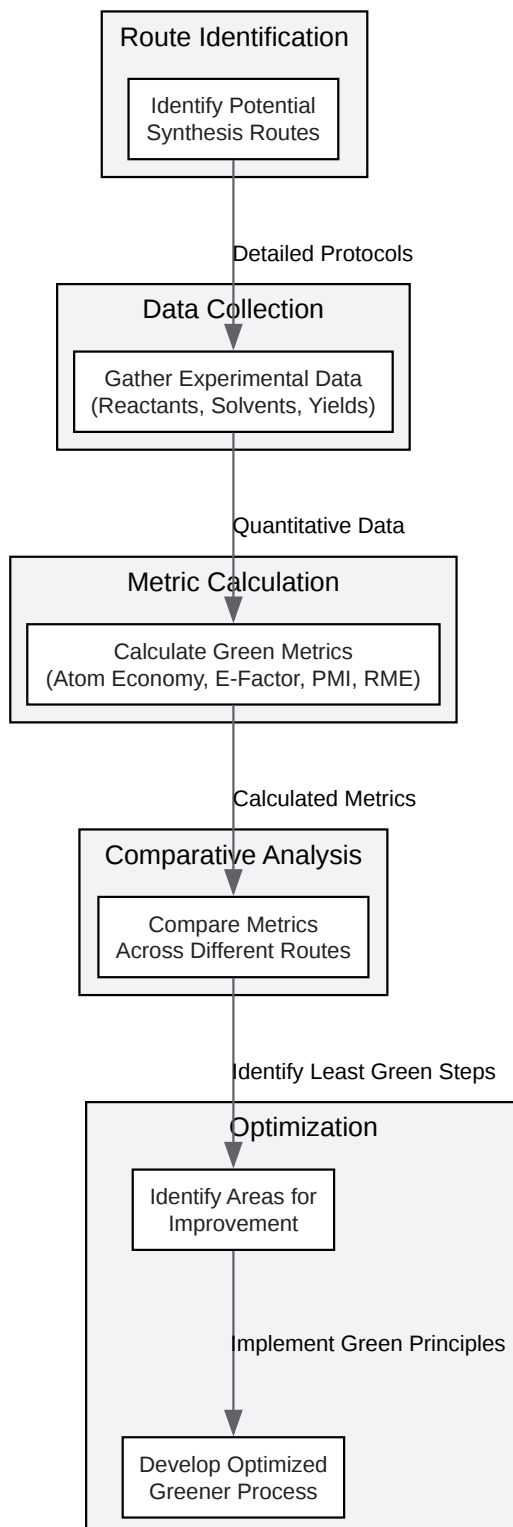 Route Identification
Identify Potential
Synthesis Routes
Detailed Protocols
Data Collection
Gather Experimental Data
(Reactants, Solvents, Yields)
Quantitative Data
Metric Calculation
Calculate Green Metrics
(Atom Economy, E-Factor, PMI, RME)
Calculated Metrics
Comparative Analysis
Compare Metrics
Across Different Routes
Identify Least Green Steps
Optimization
Identify Areas for
Improvement
Implement Green Principles
Develop Optimized
Greener Process